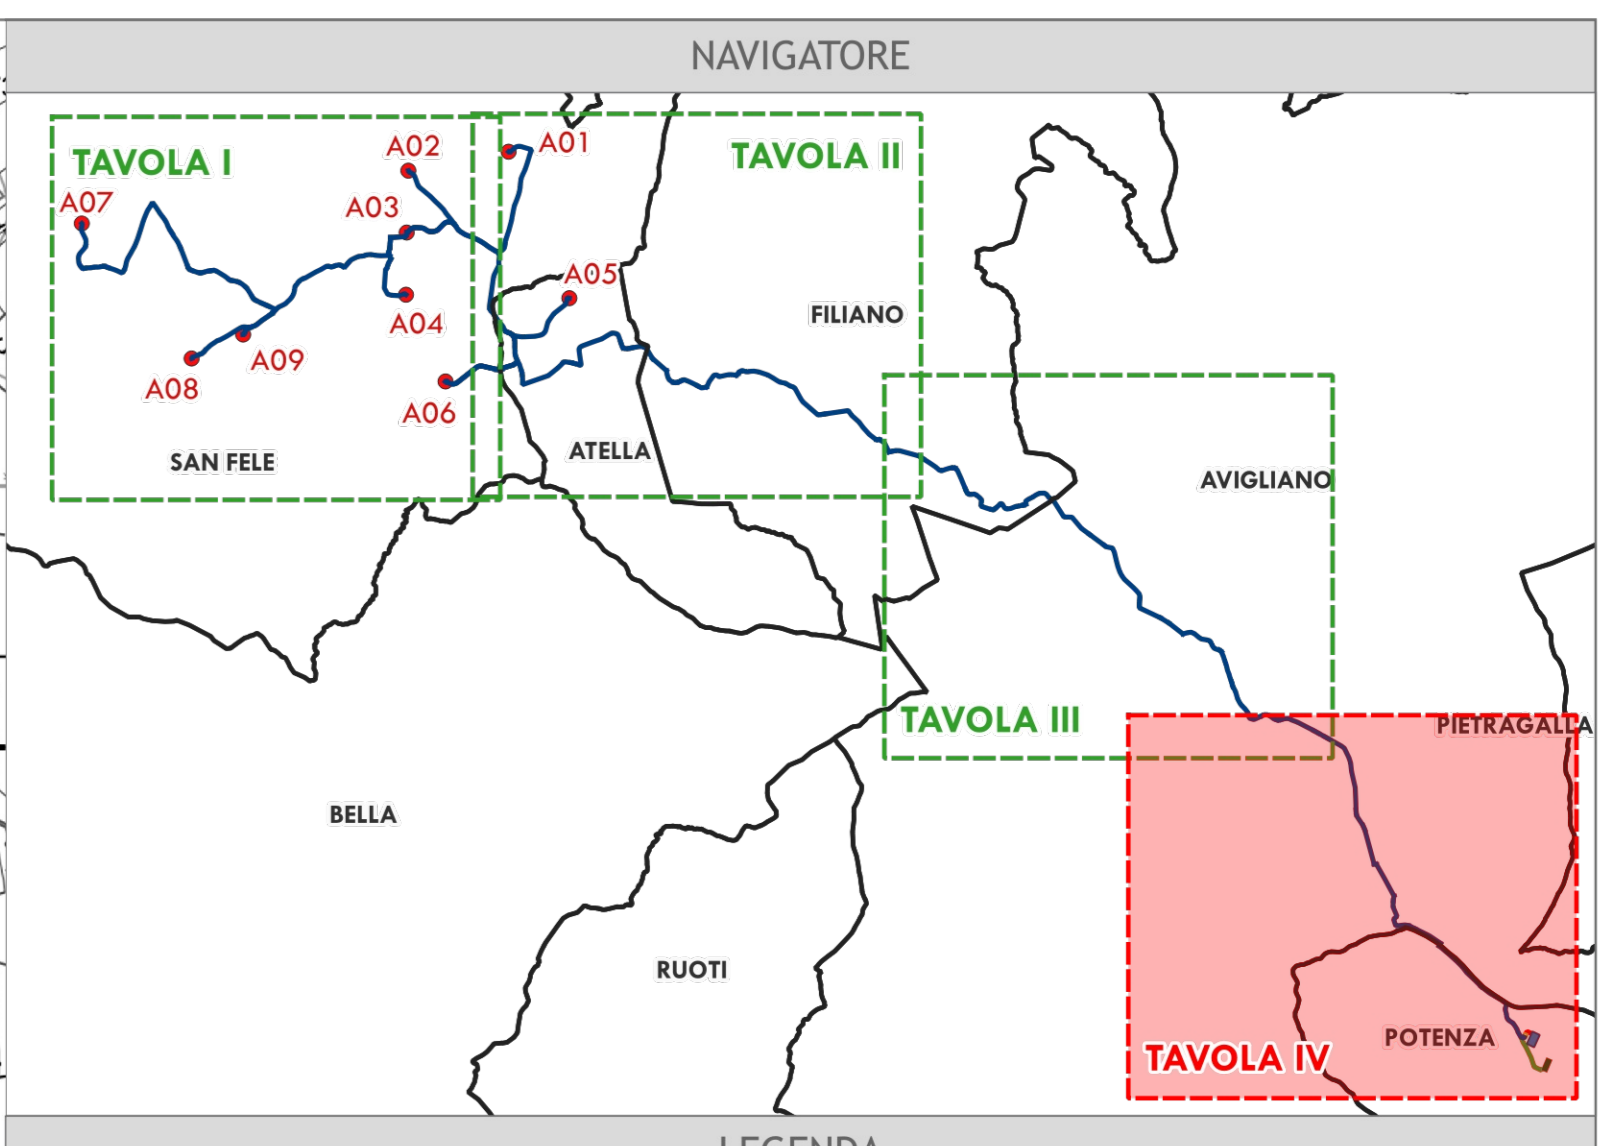 NAVIGATORE
A02
A01
TAVOLA I
TAVOLA II
A07
A03
A05
FILIANO
A04
A09
A08
A06
ATELLA
SAN FELE
AVIGLIANO
TAVOLA III
PIETRAGALLA
BELLA
RUOTI
POTENZA
TAVOLA IV
LEGENDA